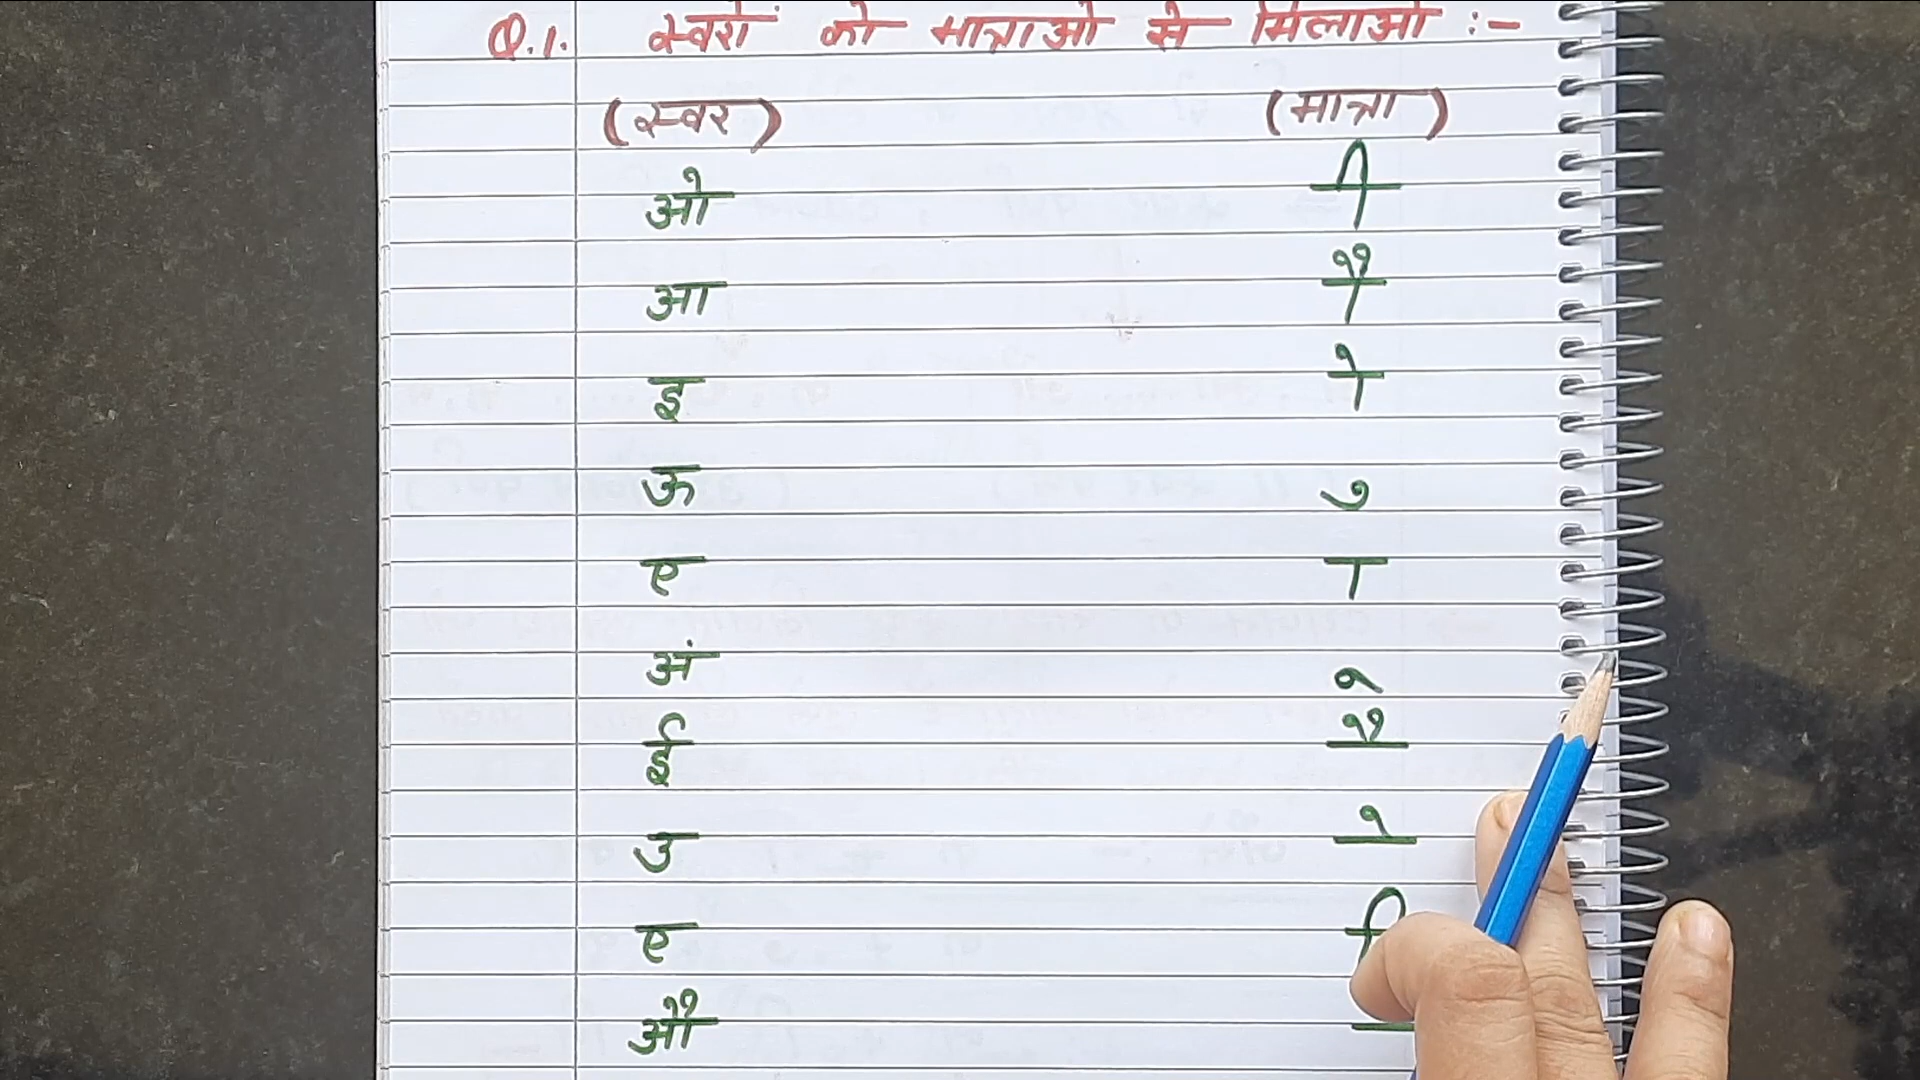 Q.1. स्वरों को मात्राओ से मिलाओ :-
(स्वर) (मात्रा)
ओ ी
आ ौ
इ ो
ऊ ु
ए ा
अं ू
ई ै
उ े
ए ि
औ